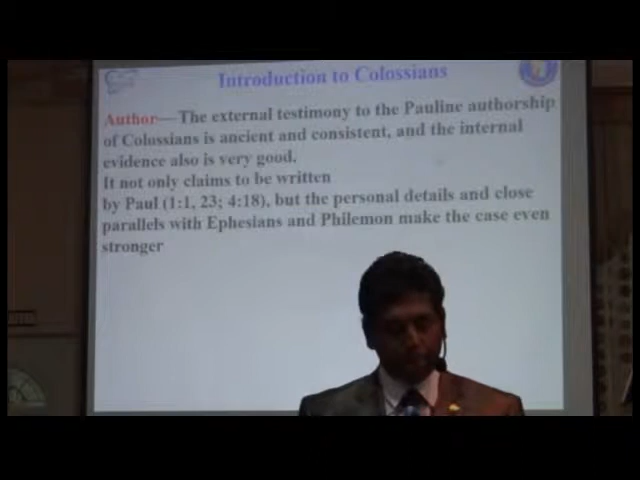 Introduction to Colossians
Author—The external testimony to the Pauline authorship
of Colossians is ancient and consistent, and the internal
evidence also is very good.
It not only claims to be written
by Paul (1:1, 23; 4:18), but the personal details and close
parallels with Ephesians and Philemon make the case even
stronger